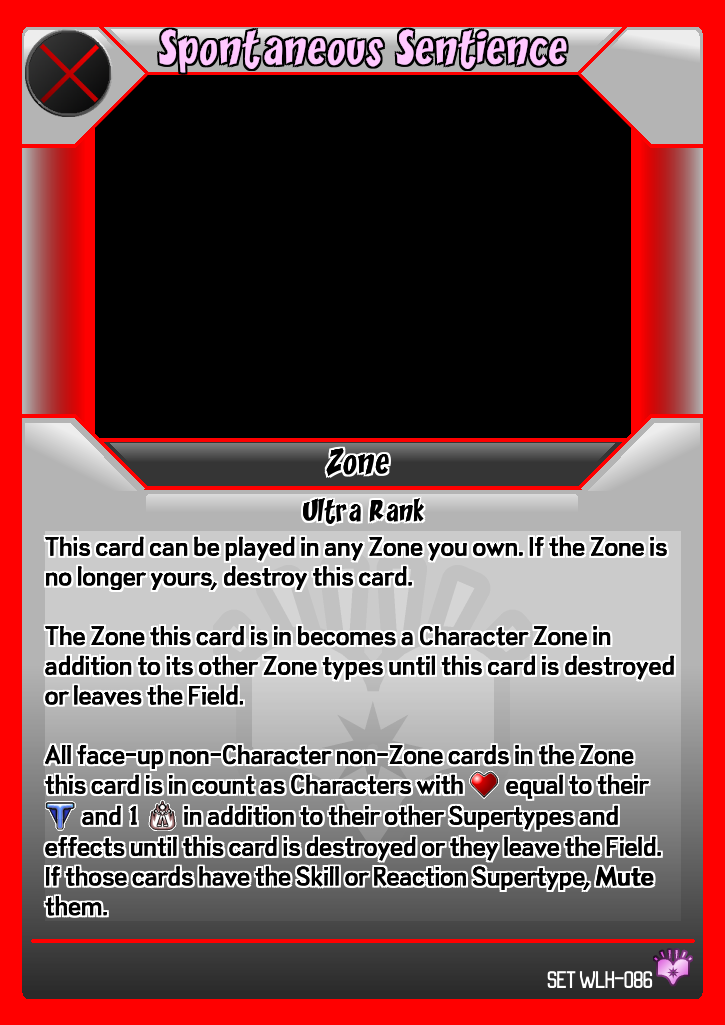 Spontaneous Sentience
Zone
Ultra Rank
This card can be played in any Zone you own. If the Zone is
no longer yours, destroy this card.
The Zone this card is in becomes a Character Zone in
addition to its other Zone types until this card is destroyed
or leaves the Field.
All face-up non-Character non-Zone cards in the Zone
this card is in count as Characters with equal to their
T and 1 in addition to their other Supertypes and
effects until this card is destroyed or they leave the Field.
If those cards have the Skill or Reaction Supertype, Mute
them.
SET WLH-086